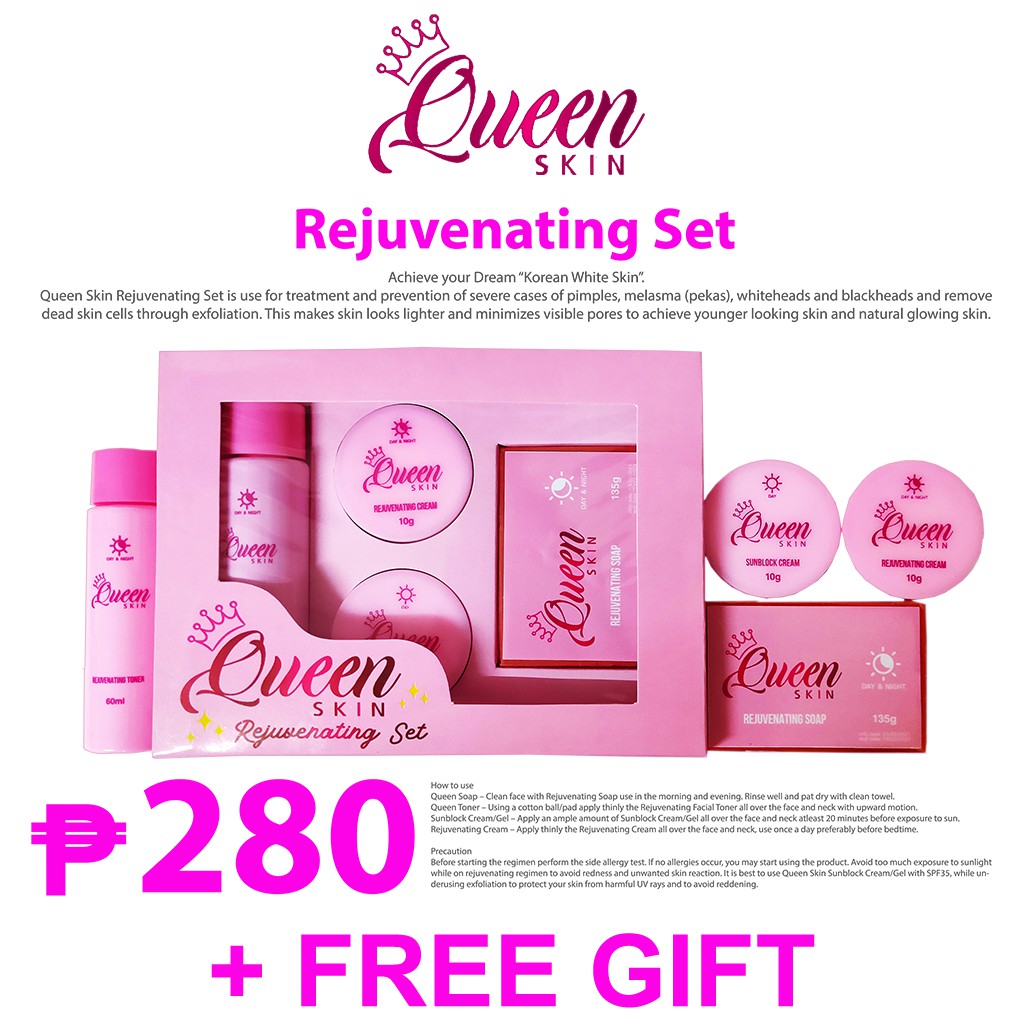 Queen
SKIN
Rejuvenating Set
Achieve your Dream “Korean White Skin”.
Queen Skin Rejuvenating Set is use for treatment and prevention of severe cases of pimples, melasma (pekas), whiteheads and blackheads and remove
dead skin cells through exfoliation. This makes skin looks lighter and minimizes visible pores to achieve younger looking skin and natural glowing skin.
DAY & NIGHT
Queen
SKIN
REJUVENATING TONER
60ml
DAY & NIGHT
Queen
SKIN
DAY & NIGHT
Queen
SKIN
REJUVENATING CREAM
10g
DAY
Queen
SKIN
DAY & NIGHT
135g
Queen
SKIN
REJUVENATING SOAP
Queen
SKIN
Rejuvenating Set
DAY
Queen
SKIN
SUNBLOCK CREAM
10g
DAY & NIGHT
Queen
SKIN
REJUVENATING CREAM
10g
Queen
SKIN
DAY & NIGHT
REJUVENATING SOAP
135g
₱280
How to use
Queen Soap – Clean face with Rejuvenating Soap use in the morning and evening. Rinse well and pat dry with clean towel.
Queen Toner – Using a cotton ball/pad apply thinly the Rejuvenating Facial Toner all over the face and neck with upward motion.
Sunblock Cream/Gel – Apply an ample amount of Sunblock Cream/Gel all over the face and neck atleast 20 minutes before exposure to sun.
Rejuvenating Cream – Apply thinly the Rejuvenating Cream all over the face and neck, use once a day preferably before bedtime.
Precaution
Before starting the regimen perform the side allergy test. If no allergies occur, you may start using the product. Avoid too much exposure to sunlight
while on rejuvenating regimen to avoid redness and unwanted skin reaction. It is best to use Queen Skin Sunblock Cream/Gel with SPF35, while un-
derusing exfoliation to protect your skin from harmful UV rays and to avoid reddening.
+ FREE GIFT